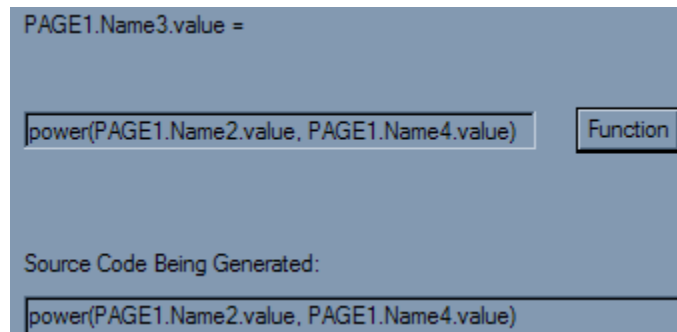 PAGE1.Name3.value =
power(PAGE1.Name2.value, PAGE1.Name4.value)
Function
Source Code Being Generated:
power(PAGE1.Name2.value, PAGE1.Name4.value)